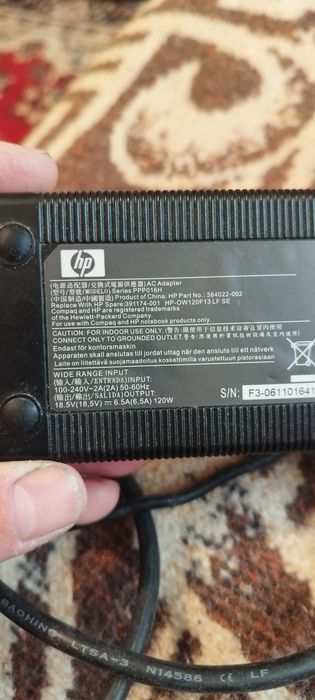 hp
(电源适配器/交換式電源供應器) AC Adapter
(型号/型號/MODELO) Series PPP016H
(中国制造/中國製造) Product of China. HP Part No.: 384022-002
Replace With HP Spare:391174-001 HP-OW120F13 LF SE
Compaq and HP are registered trademarks
of the Hewlett-Packard Company.
For use with Compaq and HP notebook products only.
CAUTION: FOR INDOOR USE ONLY.
CONNECT ONLY TO GROUNDED OUTLET.
Endast för kontorsmaskin
Apparaten skall anslutas till jordat uttag när den ansluts till ett nätverk
Laite on liitettävä suojamaadoitus koskettimilla varustettuun pistorasiaan
WIDE RANGE INPUT
(输入/輸入/ENTRADA) INPUT:
100-240V~2A(2A) 50-60Hz
(输出/輸出/SALIDA) OUTPUT:
18.5V(18,5V) 6.5A(6,5A) 120W
S/N: F3-061101641
BAOHING LTSA-3 N14586 CE LF